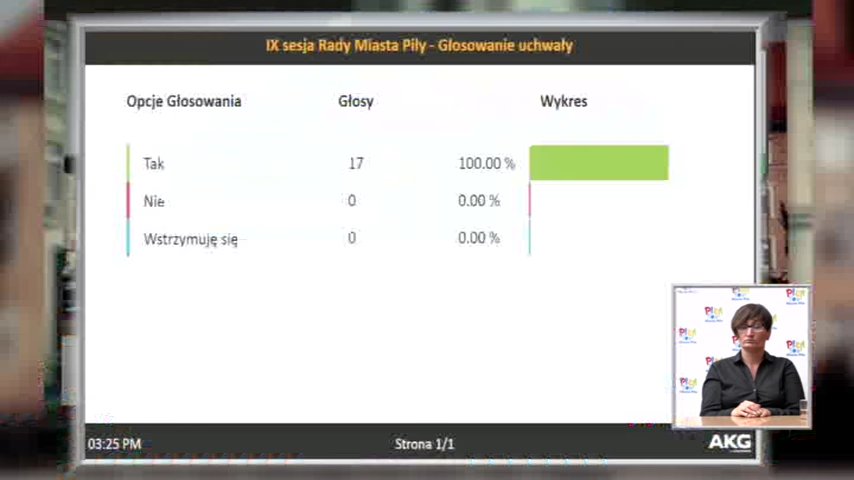 IX sesja Rady Miasta Piły - Głosowanie uchwały
Opcje Głosowania Głosy Wykres
Tak 17 100.00 %
Nie 0 0.00 %
Wstrzymuję się 0 0.00 %
Piła
03:25 PM Strona 1/1 AKG